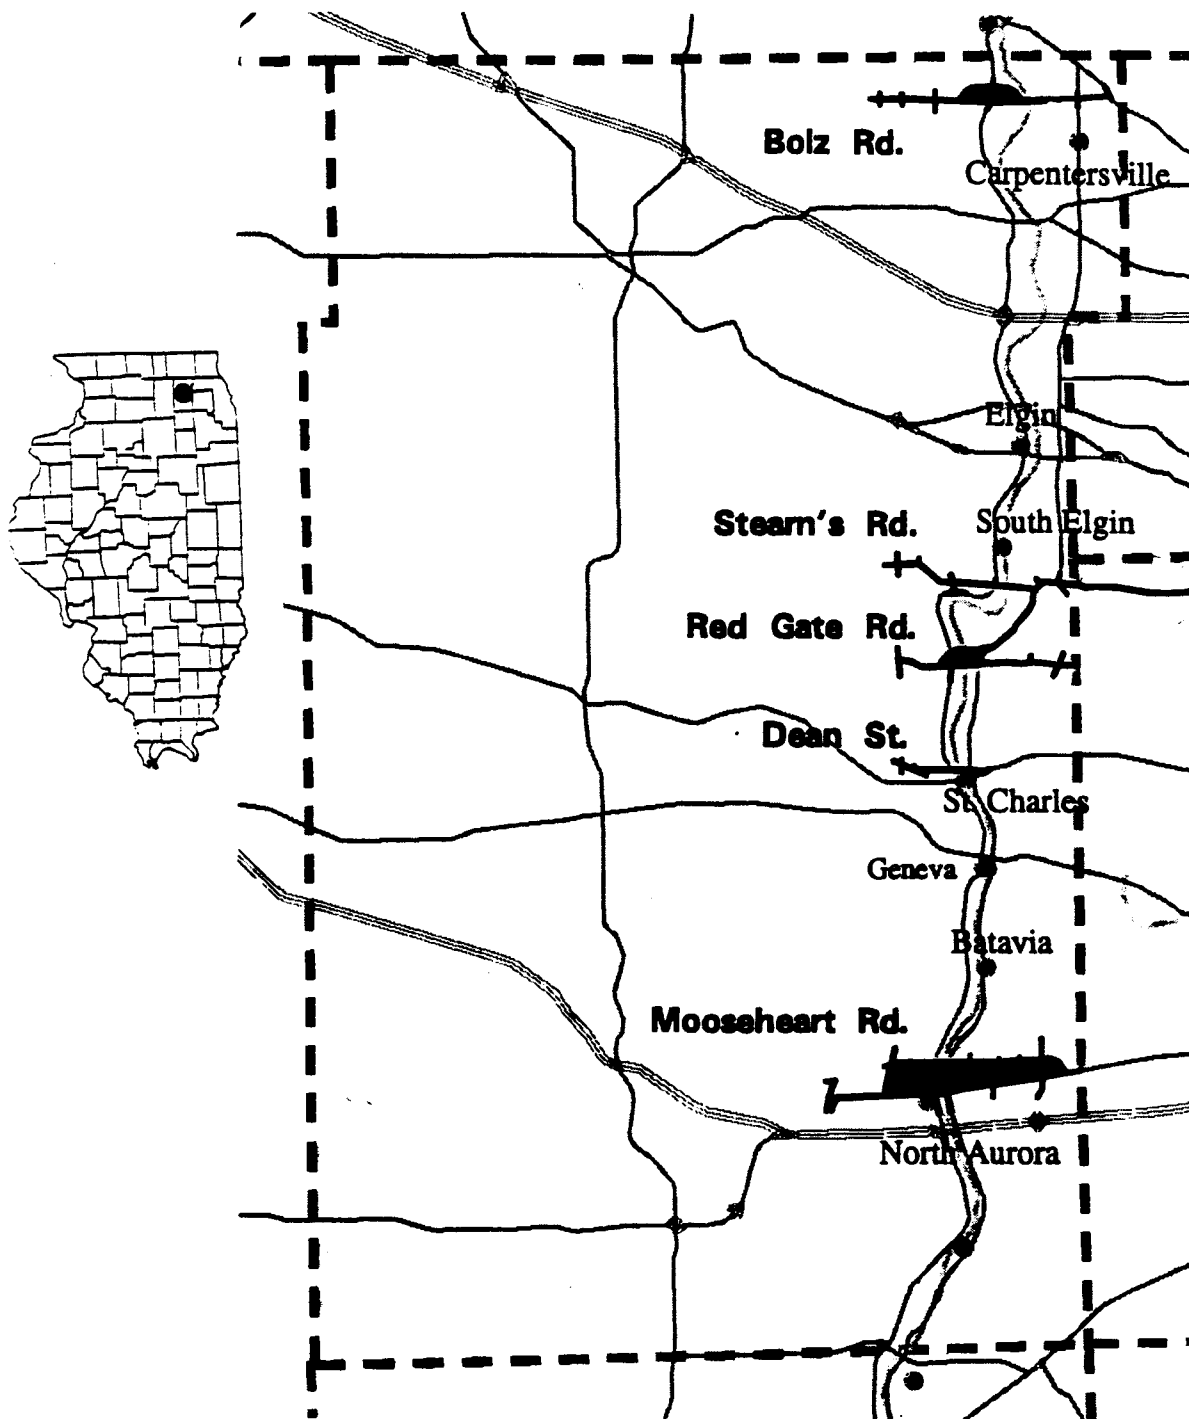 Bolz Rd.
Carpentersville
Elgin
Stearn's Rd.
South Elgin
Red Gate Rd.
Dean St.
St. Charles
Geneva
Batavia
Mooseheart Rd.
North Aurora